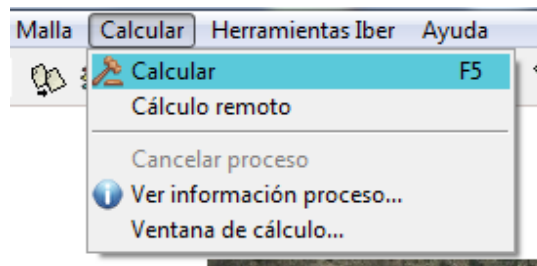 Malla Calcular Herramientas Iber Ayuda
Calcular F5
Cálculo remoto
Cancelar proceso
Ver información proceso...
Ventana de cálculo...